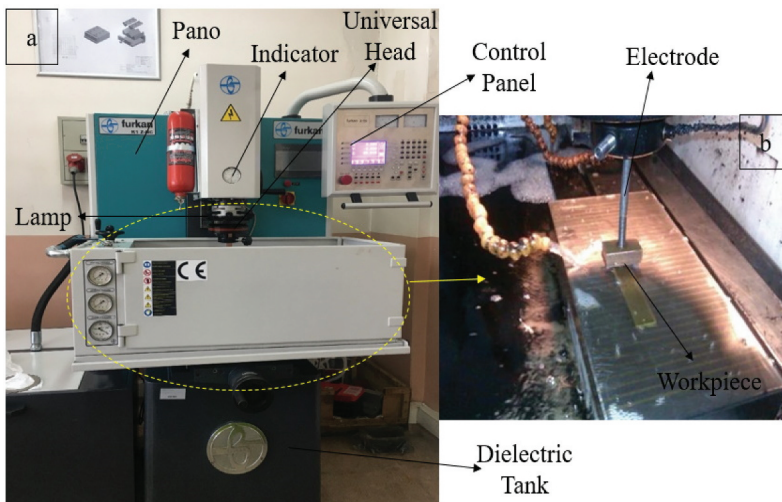 a
Pano
Indicator
Universal
Head
Control
Panel
Electrode
b
furkan
furkan
Lamp
CE
Workpiece
Dielectric
Tank